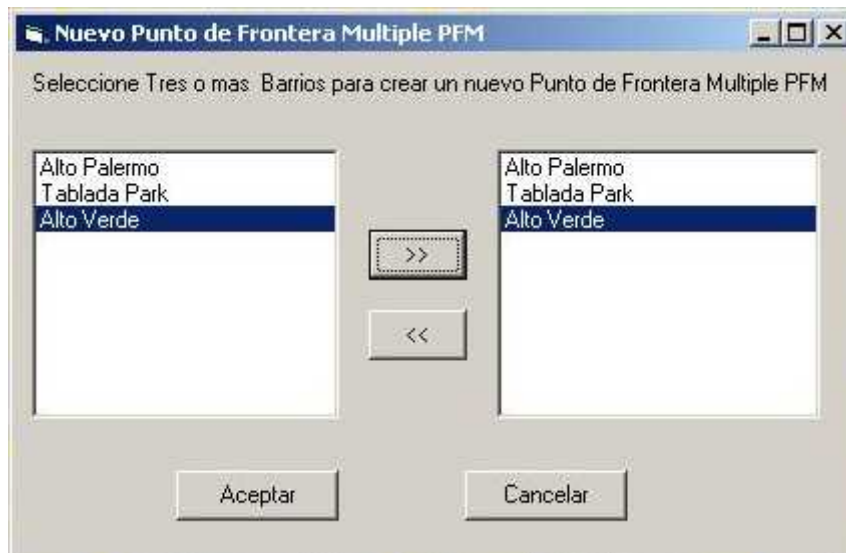 Nuevo Punto de Frontera Multiple PFM
Seleccione Tres o mas Barrios para crear un nuevo Punto de Frontera Multiple PFM
Alto Palermo
Tablada Park
Alto Verde
>>
<<
Alto Palermo
Tablada Park
Alto Verde
Aceptar
Cancelar